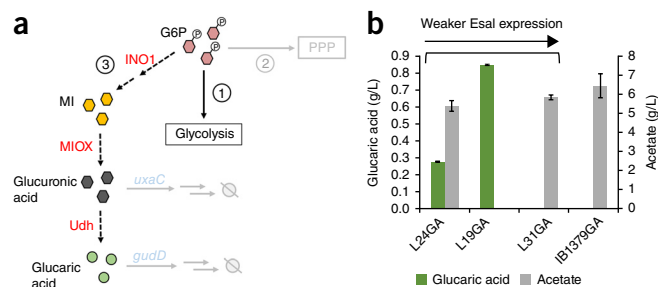 a
G6P
P
P
P
INO1
3
2
PPP
1
MI
Glycolysis
MIOX
Glucuronic
acid
uxaC
Udh
Glucaric
acid
gudD
b
Weaker EsaI expression
Glucaric acid (g/L)
0.9
0.8
0.7
0.6
0.5
0.4
0.3
0.2
0.1
0.0
8
7
6
5
4
3
2
1
0
Acetate (g/L)
L24GA
L19GA
L31GA
IB1379GA
Glucaric acid
Acetate